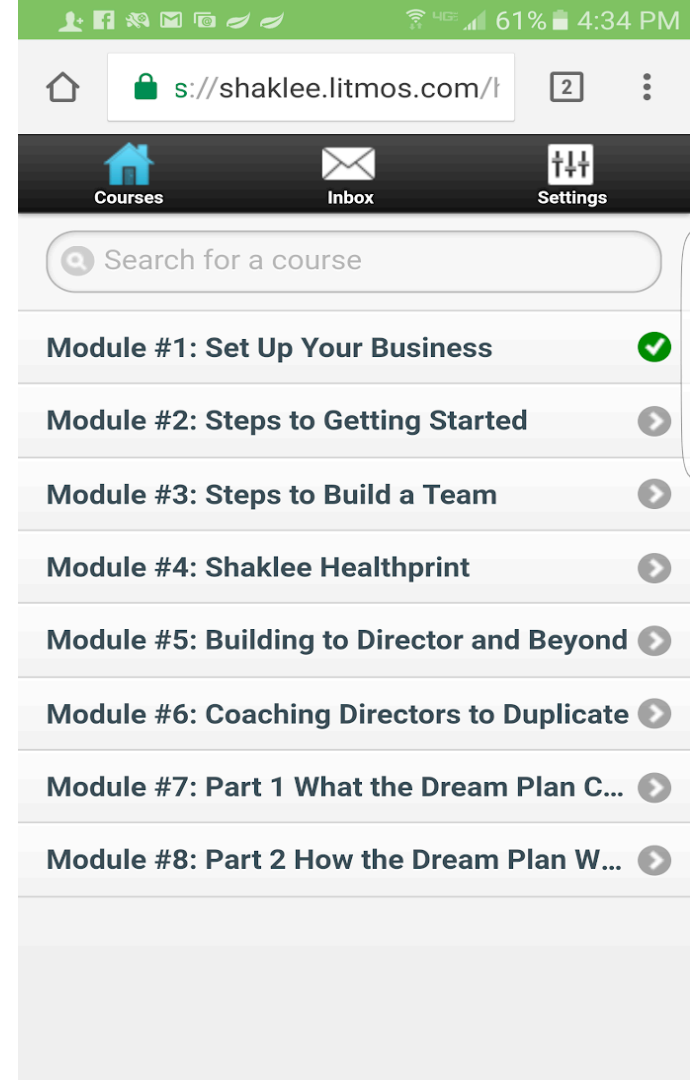 4GE 61% 4:34 PM
s://shaklee.litmos.com/h
2
Courses Inbox Settings
Search for a course
Module #1: Set Up Your Business
Module #2: Steps to Getting Started
Module #3: Steps to Build a Team
Module #4: Shaklee Healthprint
Module #5: Building to Director and Beyond
Module #6: Coaching Directors to Duplicate
Module #7: Part 1 What the Dream Plan C...
Module #8: Part 2 How the Dream Plan W...